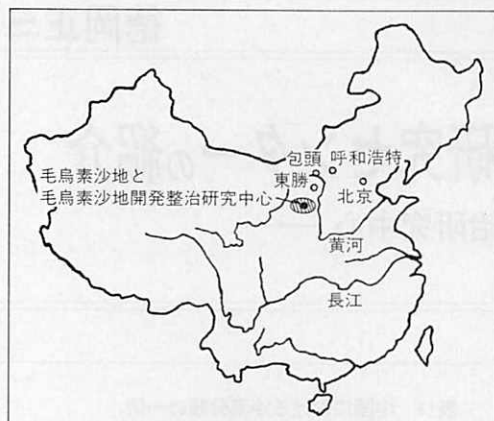 包頭
呼和浩特
東勝
北京
毛烏素沙地と
毛烏素沙地開発整治研究中心
黄河
長江